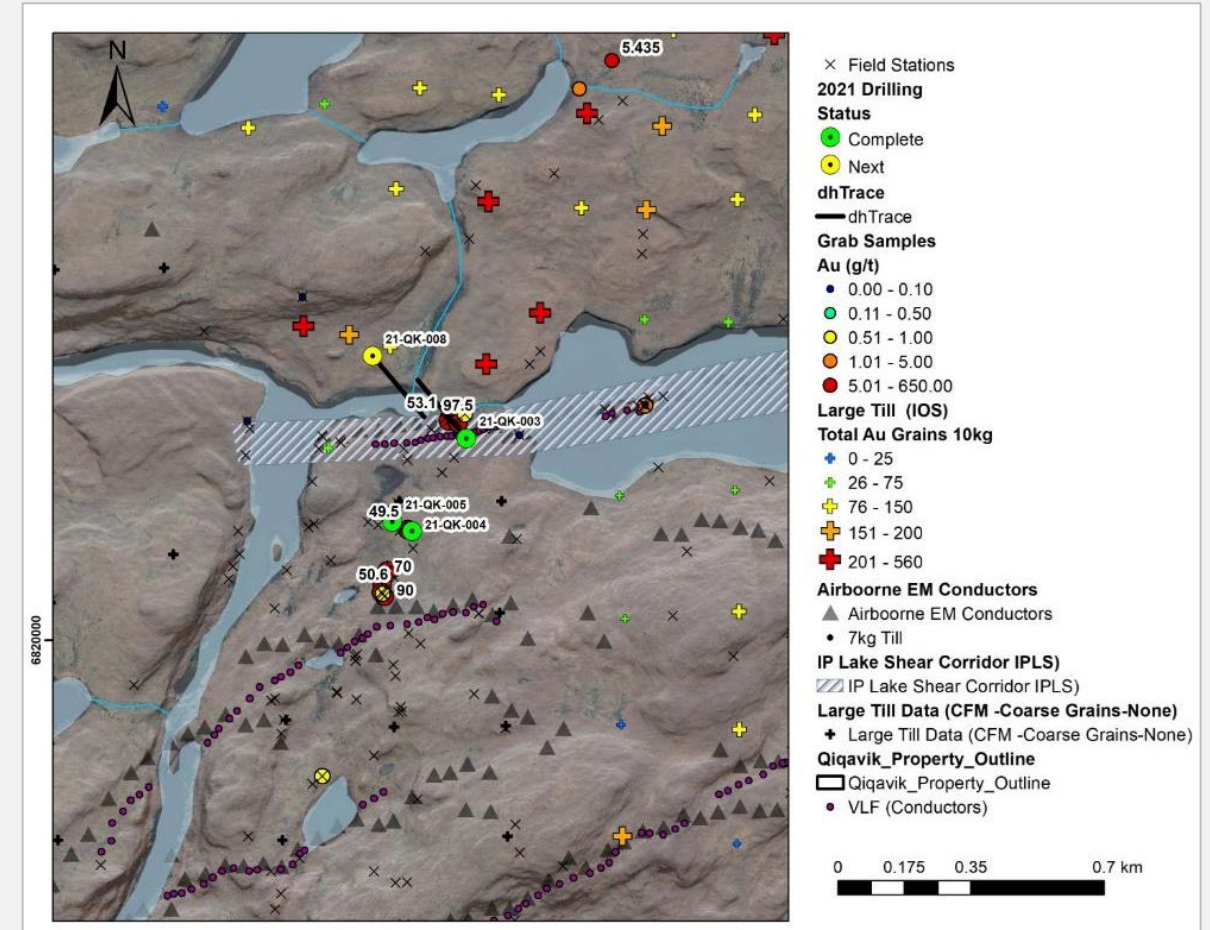 N
5.435
21-QK-008
53.1
97.5
21-QK-003
21-QK-005
49.5
21-QK-004
70
50.6
90
6820000
Field Stations
2021 Drilling
Status
Complete
Next
dhTrace
dhTrace
Grab Samples
Au (g/t)
0.00 - 0.10
0.11 - 0.50
0.51 - 1.00
1.01 - 5.00
5.01 - 650.00
Large Till (IOS)
Total Au Grains 10kg
0 - 25
26 - 75
76 - 150
151 - 200
201 - 560
Airboorne EM Conductors
Airboorne EM Conductors
7kg Till
IP Lake Shear Corridor IPLS)
IP Lake Shear Corridor IPLS)
Large Till Data (CFM -Coarse Grains-None)
Large Till Data (CFM -Coarse Grains-None)
Qiqavik_Property_Outline
Qiqavik_Property_Outline
VLF (Conductors)
0 0.175 0.35 0.7 km